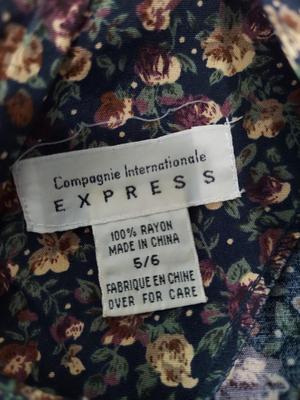 Compagnie Internationale
EXPRESS
100% RAYON
MADE IN CHINA
5/6
FABRIQUE EN CHINE
OVER FOR CARE